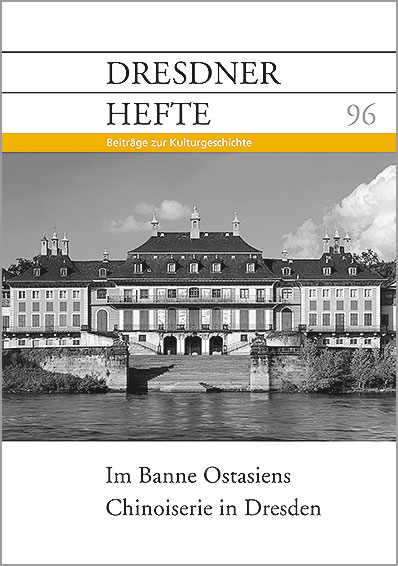 DRESDNER
HEFTE 96
Beiträge zur Kulturgeschichte
Im Banne Ostasiens
Chinoiserie in Dresden